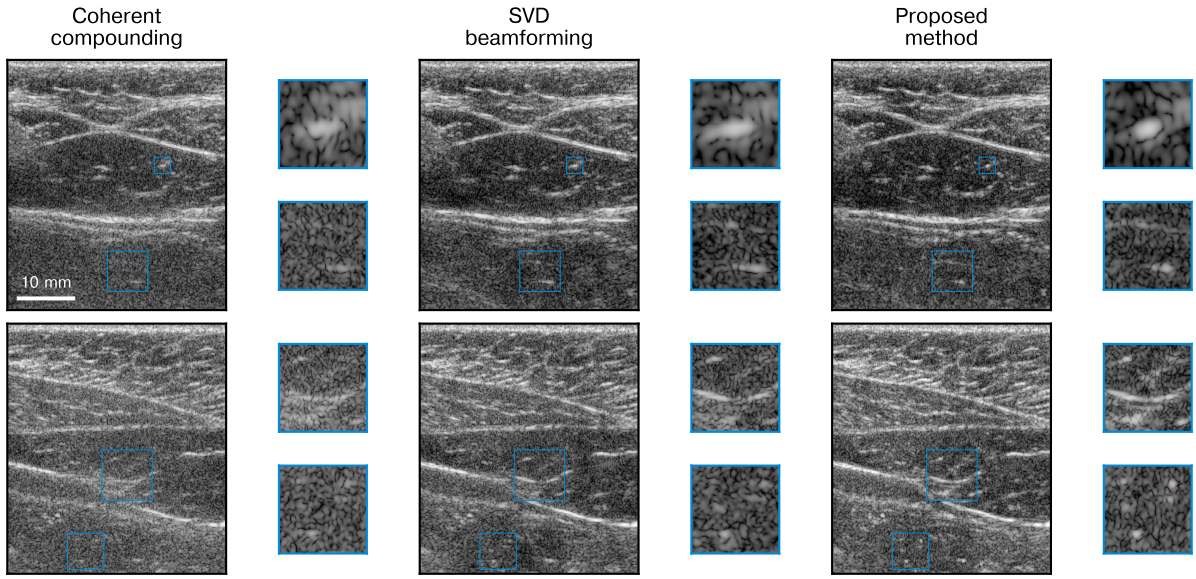 Coherent
compounding
SVD
beamforming
Proposed
method
10 mm